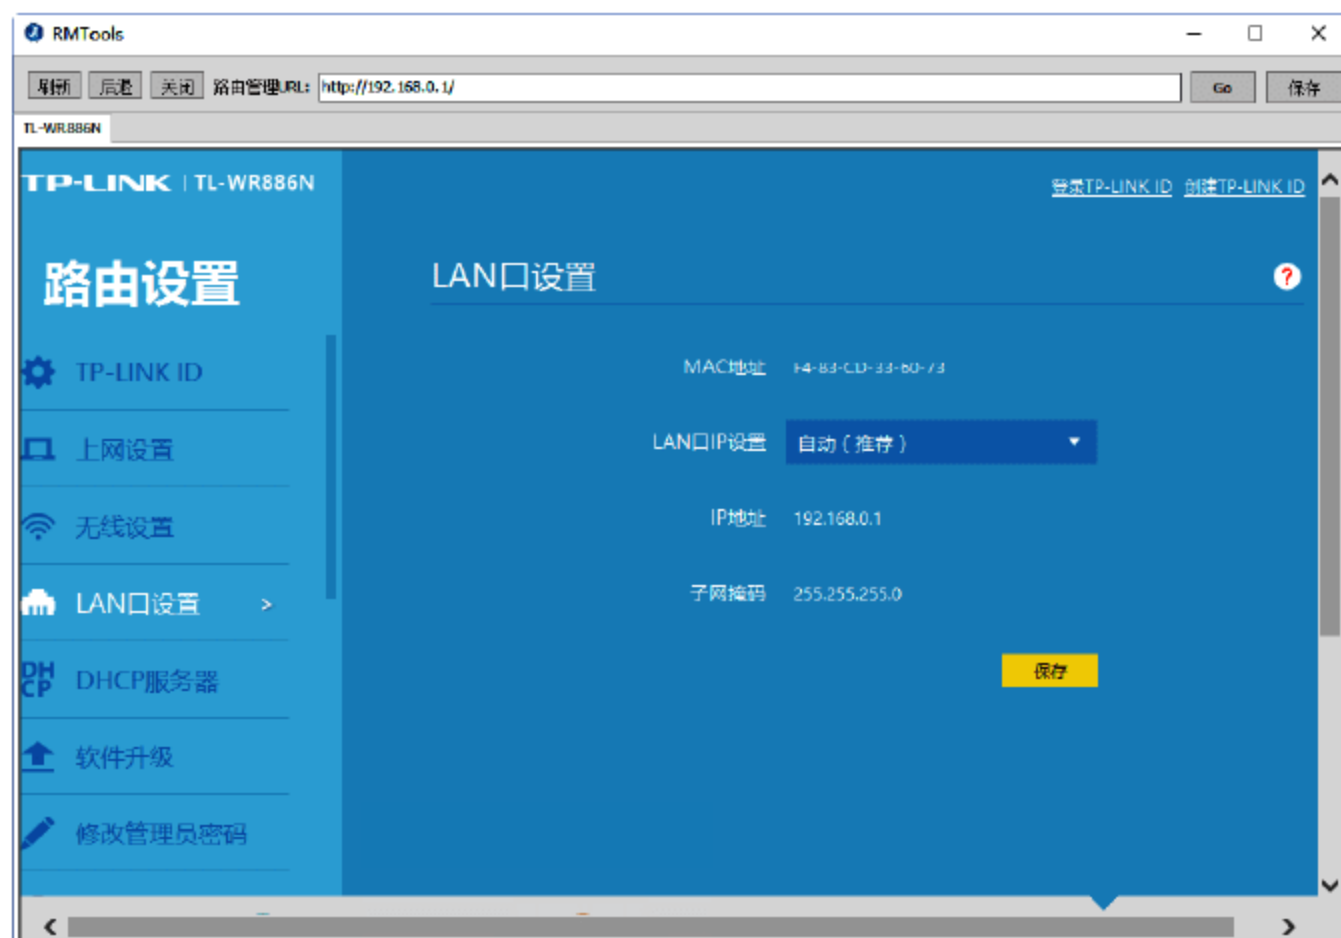 RMTools
刷新 后退 关闭 路由管理URL: http://192.168.0.1/ Go 保存
TL-WR886N
TP-LINK | TL-WR886N
登录TP-LINK ID 创建TP-LINK ID
路由设置
LAN口设置
?
TP-LINK ID
上网设置
无线设置
LAN口设置 >
DHCP服务器
软件升级
修改管理员密码
MAC地址 F4-83-CD-33-60-73
LAN口IP设置 自动(推荐)
IP地址 192.168.0.1
子网掩码 255.255.255.0
保存